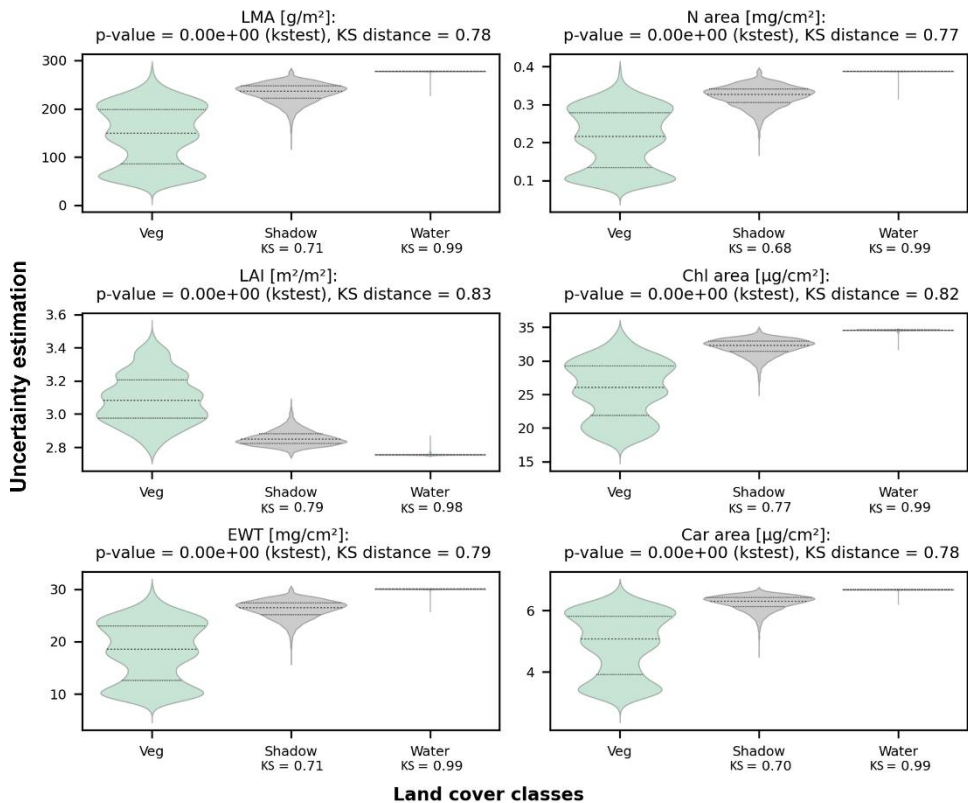 LMA [g/m²]:
p-value = 0.00e+00 (kstest), KS distance = 0.78
300
200
100
0
Veg
Shadow
KS = 0.71
Water
KS = 0.99
N area [mg/cm²]:
p-value = 0.00e+00 (kstest), KS distance = 0.77
0.4
0.3
0.2
0.1
Veg
Shadow
KS = 0.68
Water
KS = 0.99
Uncertainty estimation
LAI [m²/m²]:
p-value = 0.00e+00 (kstest), KS distance = 0.83
3.6
3.4
3.2
3.0
2.8
Veg
Shadow
KS = 0.79
Water
KS = 0.98
Chl area [µg/cm²]:
p-value = 0.00e+00 (kstest), KS distance = 0.82
35
30
25
20
15
Veg
Shadow
KS = 0.77
Water
KS = 0.99
EWT [mg/cm²]:
p-value = 0.00e+00 (kstest), KS distance = 0.79
30
20
10
Veg
Shadow
KS = 0.71
Water
KS = 0.99
Car area [µg/cm²]:
p-value = 0.00e+00 (kstest), KS distance = 0.78
6
4
Veg
Shadow
KS = 0.70
Water
KS = 0.99
Land cover classes